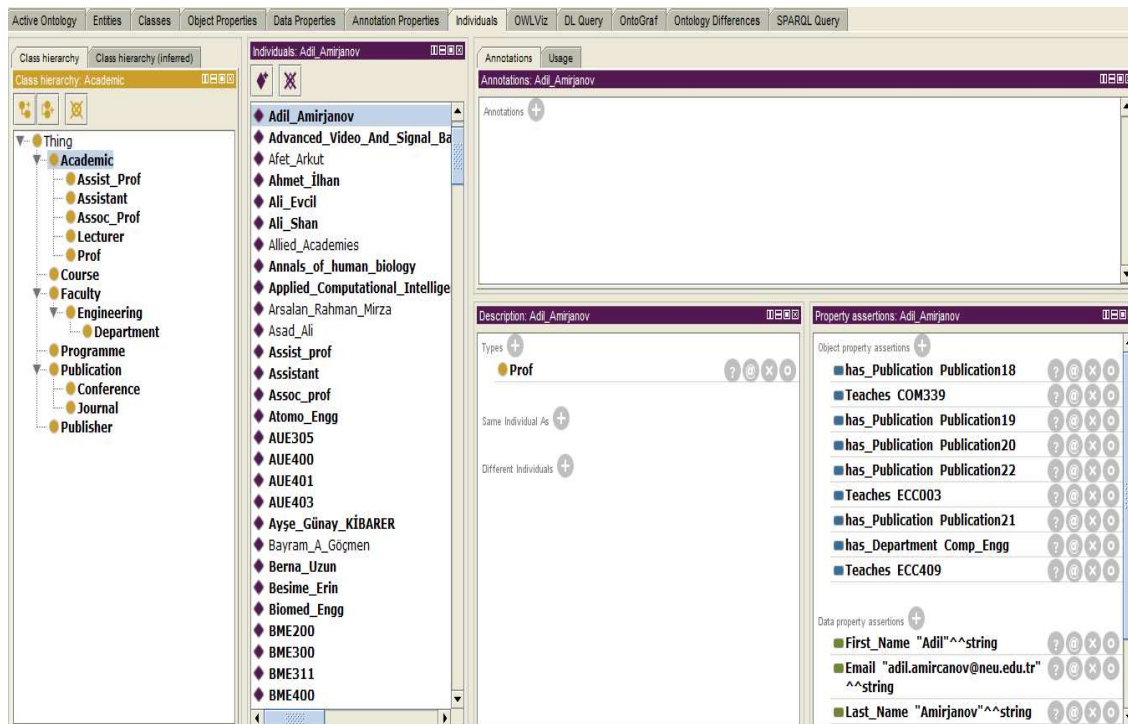 Active Ontology Entities Classes Object Properties Data Properties Annotation Properties Individuals OWLViz DL Query OntoGraf Ontology Differences SPARQL Query
Class hierarchy Class hierarchy (inferred)
Class hierarchy: Academic
Thing
Academic
Assist_Prof
Assistant
Assoc_Prof
Lecturer
Prof
Course
Faculty
Engineering
Department
Programme
Publication
Conference
Journal
Publisher
Individuals: Adil_Amirjanov
Adil_Amirjanov
Advanced_Video_And_Signal_Ba
Afet_Arkut
Ahmet_İlhan
Ali_Evcil
Ali_Shan
Allied_Academies
Annals_of_human_biology
Applied_Computational_Intellige
Arsalan_Rahman_Mirza
Asad_Ali
Assist_prof
Assistant
Assoc_prof
Atomo_Engg
AUE305
AUE400
AUE401
AUE403
Ayşe_Günay_KİBARER
Bayram_A_Göçmen
Berna_Uzun
Besime_Erin
Biomed_Engg
BME200
BME300
BME311
BME400
Annotations Usage
Annotations: Adil_Amirjanov
Annotations
Description: Adil_Amirjanov
Types
Prof
Same Individual As
Different Individuals
Property assertions: Adil_Amirjanov
Object property assertions
has_Publication Publication18
Teaches COM339
has_Publication Publication19
has_Publication Publication20
has_Publication Publication22
Teaches ECC003
has_Publication Publication21
has_Department Comp_Engg
Teaches ECC409
Data property assertions
First_Name "Adil"^^string
Email "adil.amircanov@neu.edu.tr"
^^string
Last_Name "Amirjanov"^^string